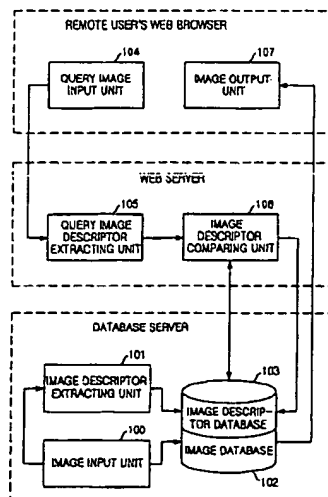 REMOTE USER'S WEB BROWSER
104
107
QUERY IMAGE
INPUT UNIT
IMAGE OUTPUT
UNIT
WEB SERVER
105
106
QUERY IMAGE
DESCRIPTOR
EXTRACTING UNIT
IMAGE
DESCRIPTOR
COMPARING UNIT
DATABASE SERVER
101
103
IMAGE DESCRIPTOR
EXTRACTING UNIT
IMAGE DESCRIP-
TOR DATABASE
100
IMAGE INPUT UNIT
IMAGE DATABASE
102